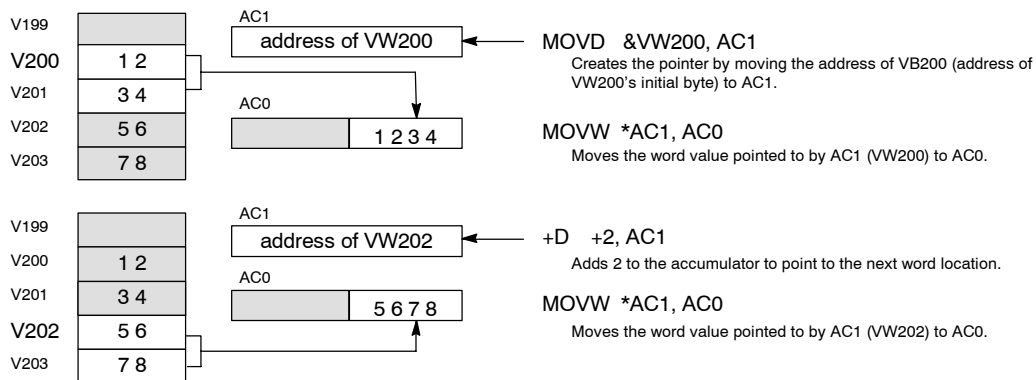 V199
V200 1 2
V201 3 4
V202 5 6
V203 7 8
AC1
address of VW200
AC0
1 2 3 4
MOVD &VW200, AC1
Creates the pointer by moving the address of VB200 (address of
VW200's initial byte) to AC1.
MOVW *AC1, AC0
Moves the word value pointed to by AC1 (VW200) to AC0.
V199
V200 1 2
V201 3 4
V202 5 6
V203 7 8
AC1
address of VW202
AC0
5 6 7 8
+D +2, AC1
Adds 2 to the accumulator to point to the next word location.
MOVW *AC1, AC0
Moves the word value pointed to by AC1 (VW202) to AC0.